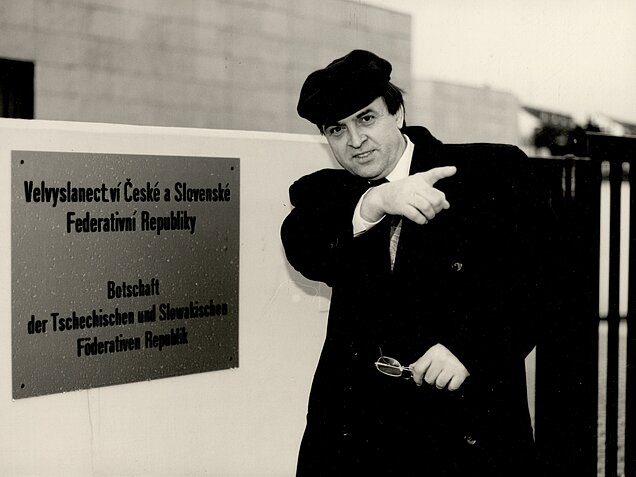 Velvyslanectví České a Slovenské
Federativní Republiky
Botschaft
der Tschechischen und Slowakischen
Föderativen Republik